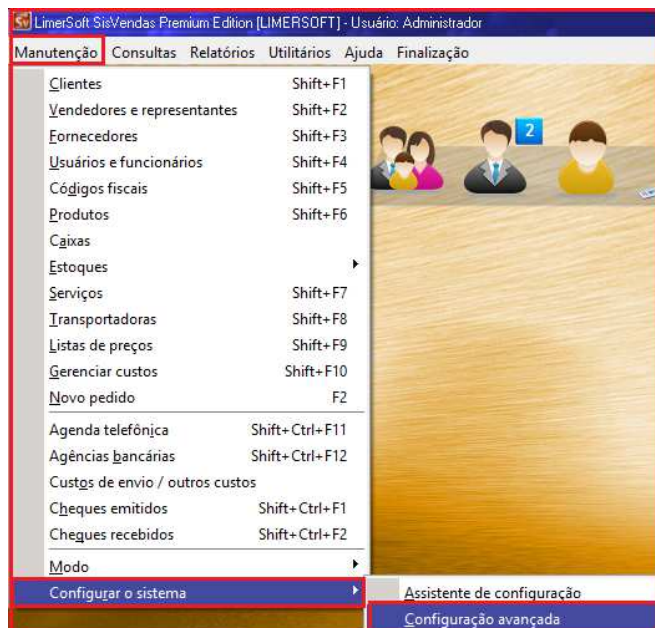 LimerSoft SisVendas Premium Edition [LIMERSOFT] - Usuário: Administrador
Manutenção Consultas Relatórios Utilitários Ajuda Finalização
Clientes Shift+F1
Vendedores e representantes Shift+F2
Fornecedores Shift+F3
Usuários e funcionários Shift+F4
Códigos fiscais Shift+F5
Produtos Shift+F6
Caixas
Estoques
Serviços Shift+F7
Transportadoras Shift+F8
Listas de preços Shift+F9
Gerenciar custos Shift+F10
Novo pedido F2
Agenda telefônica Shift+Ctrl+F11
Agências bancárias Shift+Ctrl+F12
Custos de envio / outros custos
Cheques emitidos Shift+Ctrl+F1
Cheques recebidos Shift+Ctrl+F2
Modo
Configurar o sistema
Assistente de configuração
Configuração avançada
2